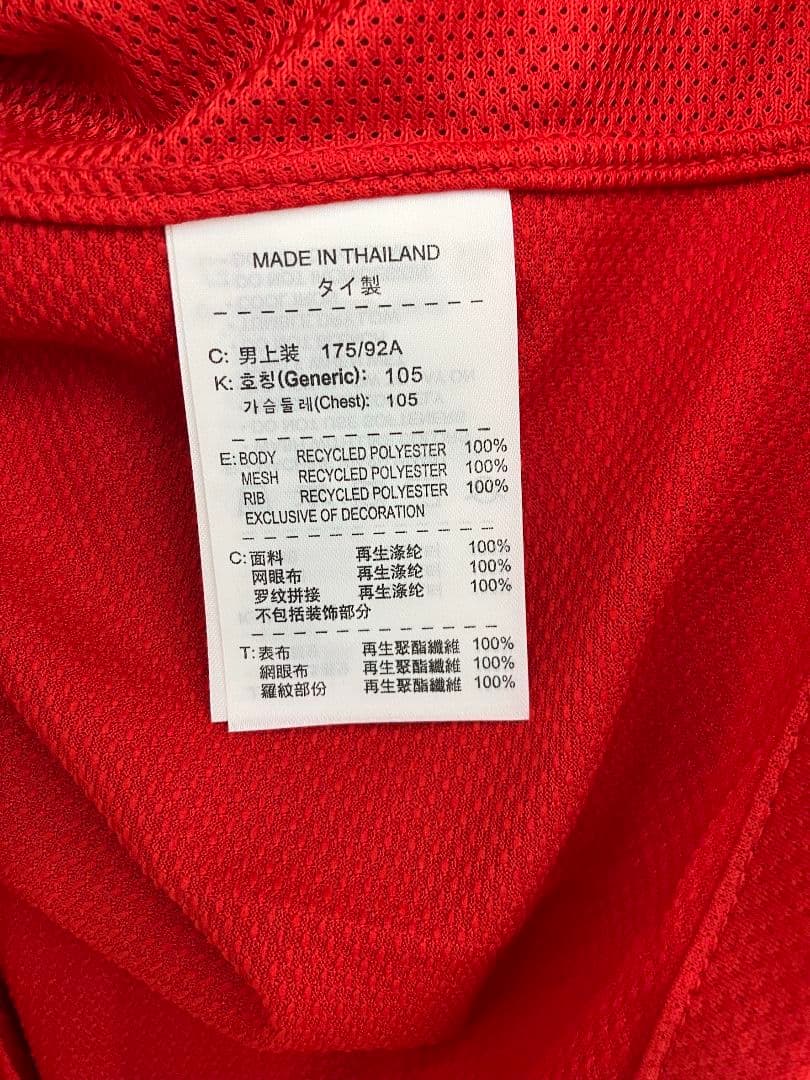 MADE IN THAILAND
タイ製
C: 男上装 175/92A
K: 호칭(Generic): 105
가슴둘레(Chest): 105
E: BODY RECYCLED POLYESTER 100%
MESH RECYCLED POLYESTER 100%
RIB RECYCLED POLYESTER 100%
EXCLUSIVE OF DECORATION
C: 面料 再生涤纶 100%
网眼布 再生涤纶 100%
罗纹拼接 再生涤纶 100%
不包括装饰部分
T: 表布 再生聚酯纖維 100%
網眼布 再生聚酯纖維 100%
羅紋部份 再生聚酯纖維 100%